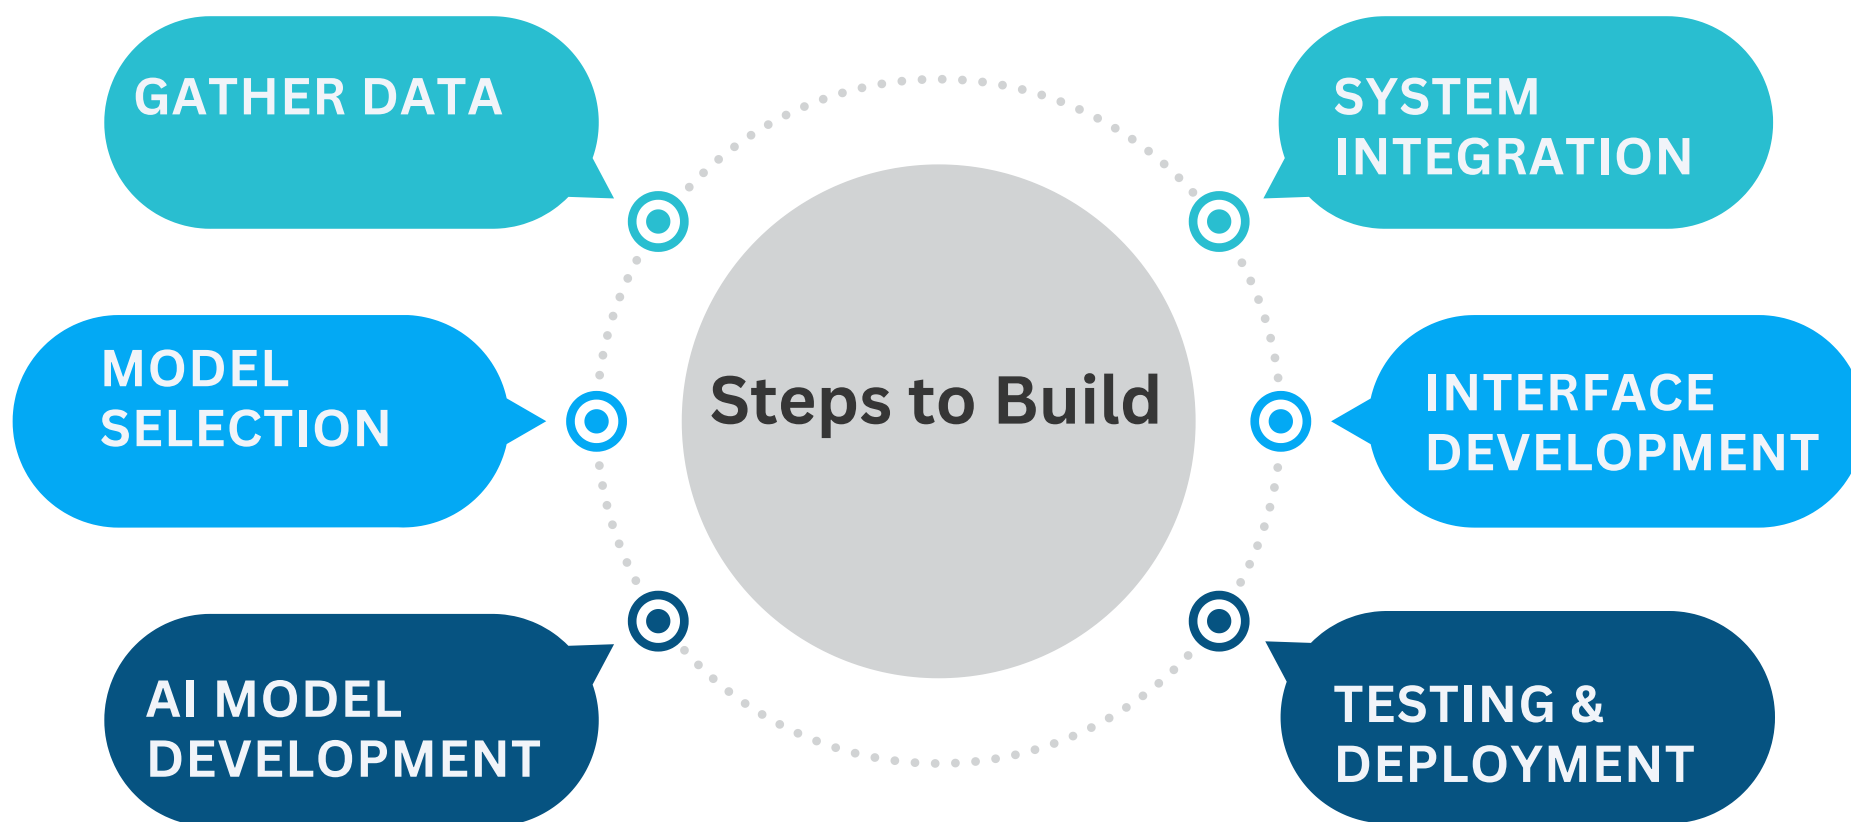 GATHER DATA
MODEL
SELECTION
AI MODEL
DEVELOPMENT
Steps to Build
SYSTEM
INTEGRATION
INTERFACE
DEVELOPMENT
TESTING &
DEPLOYMENT